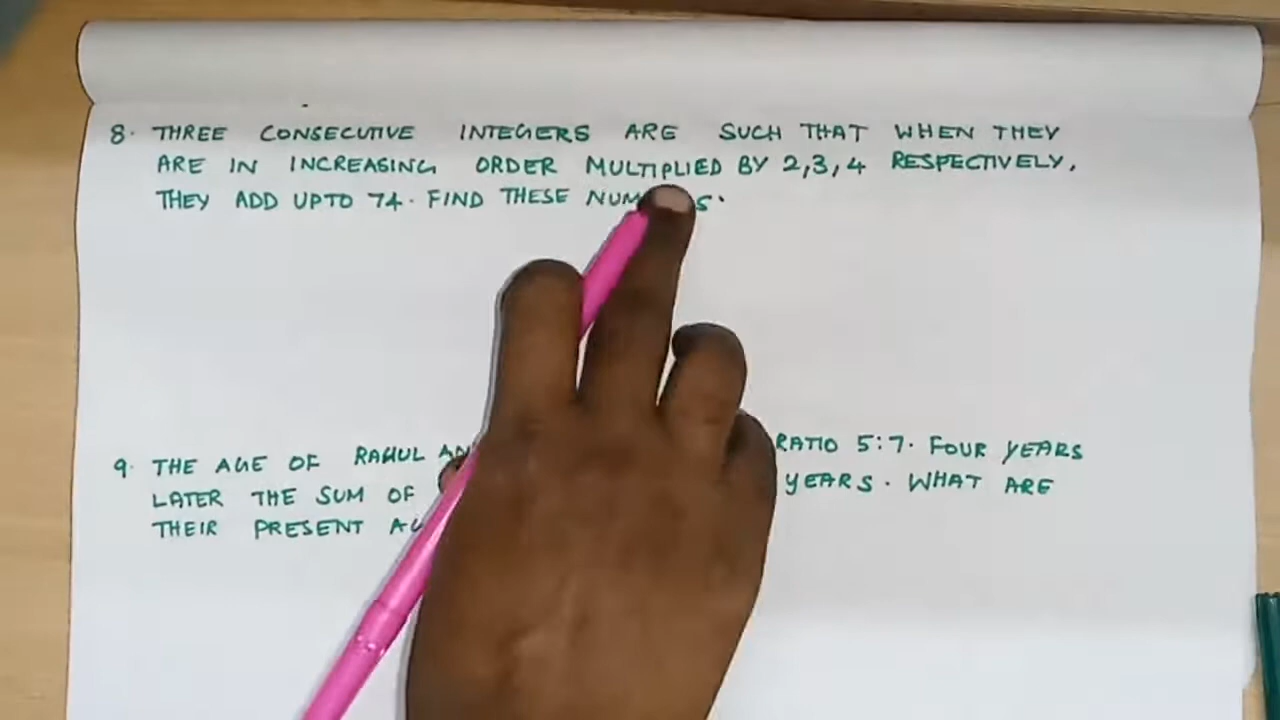 8. THREE CONSECUTIVE INTEGERS ARE SUCH THAT WHEN THEY
ARE IN INCREASING ORDER MULTIPLIED BY 2,3,4 RESPECTIVELY,
THEY ADD UPTO 74. FIND THESE
9. THE AGE OF RAHUL RATIO 5:7. FOUR YEARS
LATER THE SUM OF YEARS. WHAT ARE
THEIR PRESENT